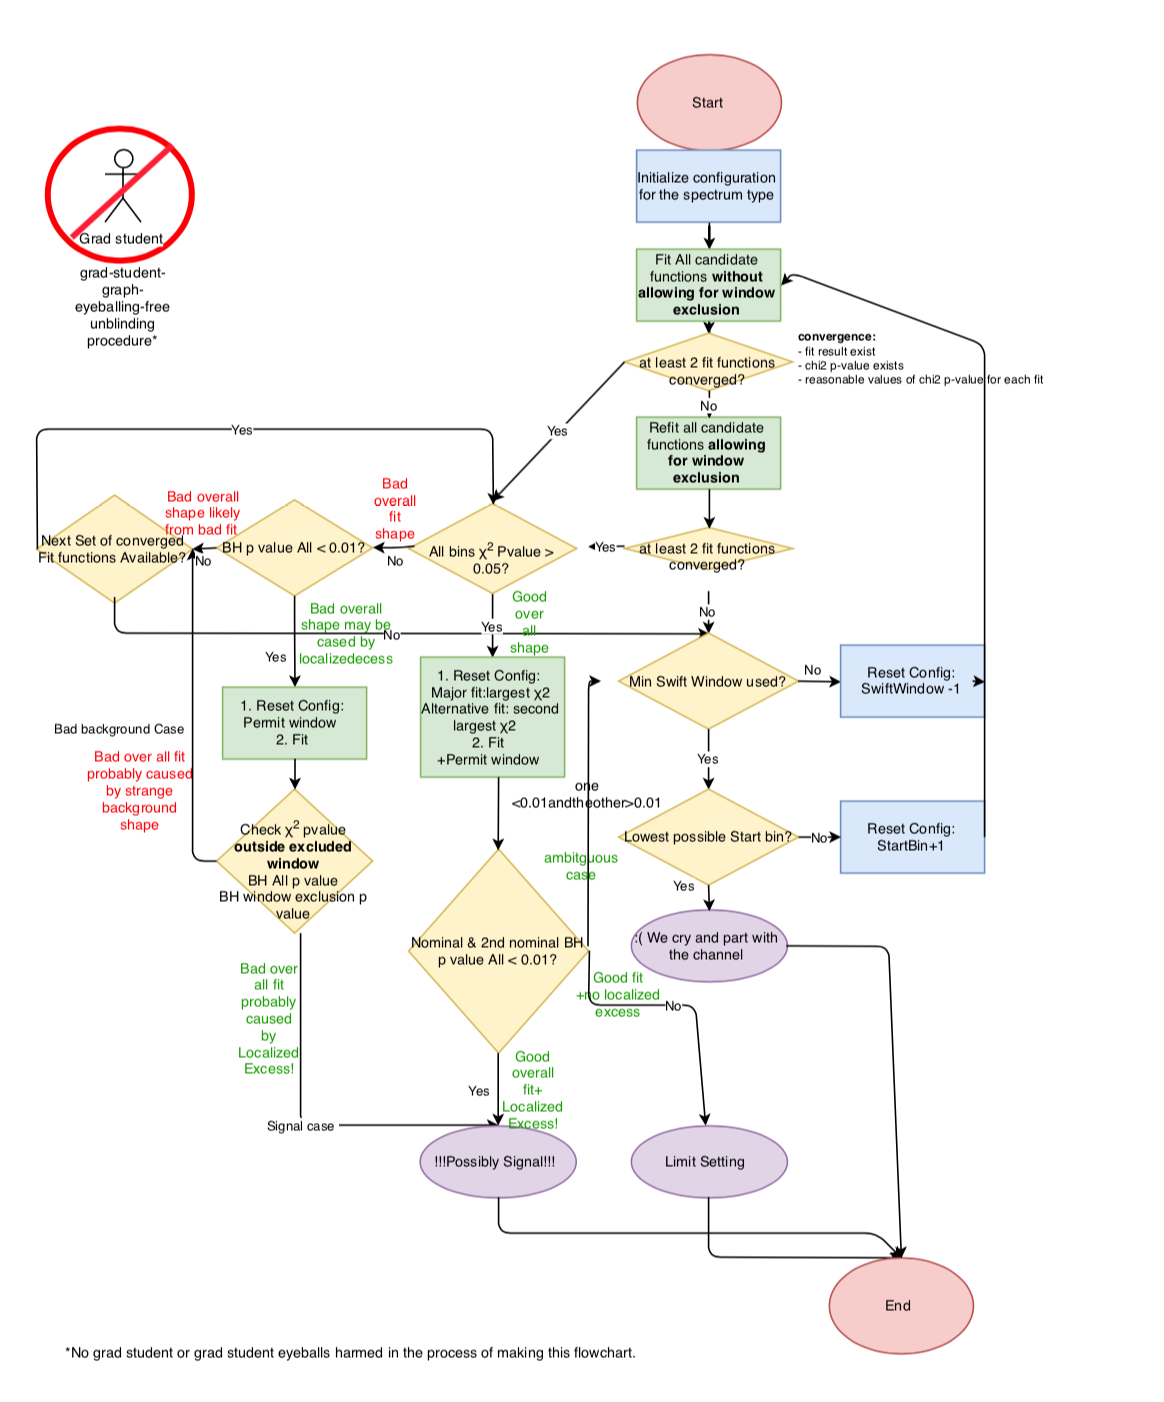 Start
Initialize configuration
for the spectrum type
Grad student
grad-student-
graph-
eyeballing-free
unblinding
procedure*
Fit All candidate
functions without
allowing for window
exclusion
convergence:
- fit result exist
- chi2 p-value exists
- reasonable values of chi2 p-value for each fit
at least 2 fit functions
converged?
No
Yes
Refit all candidate
functions allowing
for window
exclusion
Yes
Bad
overall
fit
shape
Bad overall
shape likely
from bad fit
Next Set of converged
Fit functions Available?
No
BH p value All < 0.01?
No
All bins χ2 Pvalue >
0.05?
Yes
at least 2 fit functions
converged?
No
Good
over
all
shape
Yes
Bad overall
shape may be
cased by
localizedecess
No
Yes
Min Swift Window used?
No
Reset Config:
SwiftWindow -1
1. Reset Config:
Major fit:largest χ2
Alternative fit: second
largest χ2
2. Fit
+Permit window
1. Reset Config:
Permit window
2. Fit
Bad background Case
Bad over all fit
probably caused
by strange
background
shape
Yes
one
<0.01andtheother>0.01
Lowest possible Start bin?
No
Reset Config:
StartBin+1
Check χ2 pvalue
outside excluded
window
BH All p value
BH window exclusion p
value
ambitguous
case
Yes
Nominal & 2nd nominal BH
p value All < 0.01?
:( We cry and part with
the channel
Bad over
all fit
probably
caused
by
Localized
Excess!
Good fit
+no localized
excess
No
Yes
Good
overall
fit+
Localized
Excess!
Signal case
!!!Possibly Signal!!!
Limit Setting
End
*No grad student or grad student eyeballs harmed in the process of making this flowchart.